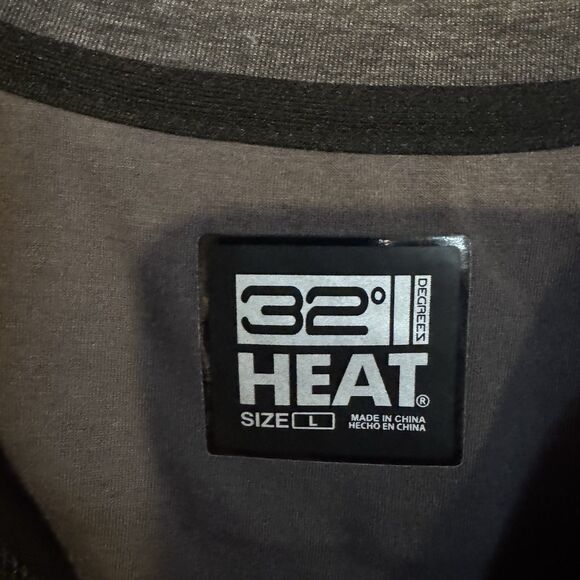 32°
DEGREES
HEAT®
SIZE L
MADE IN CHINA
HECHO EN CHINA